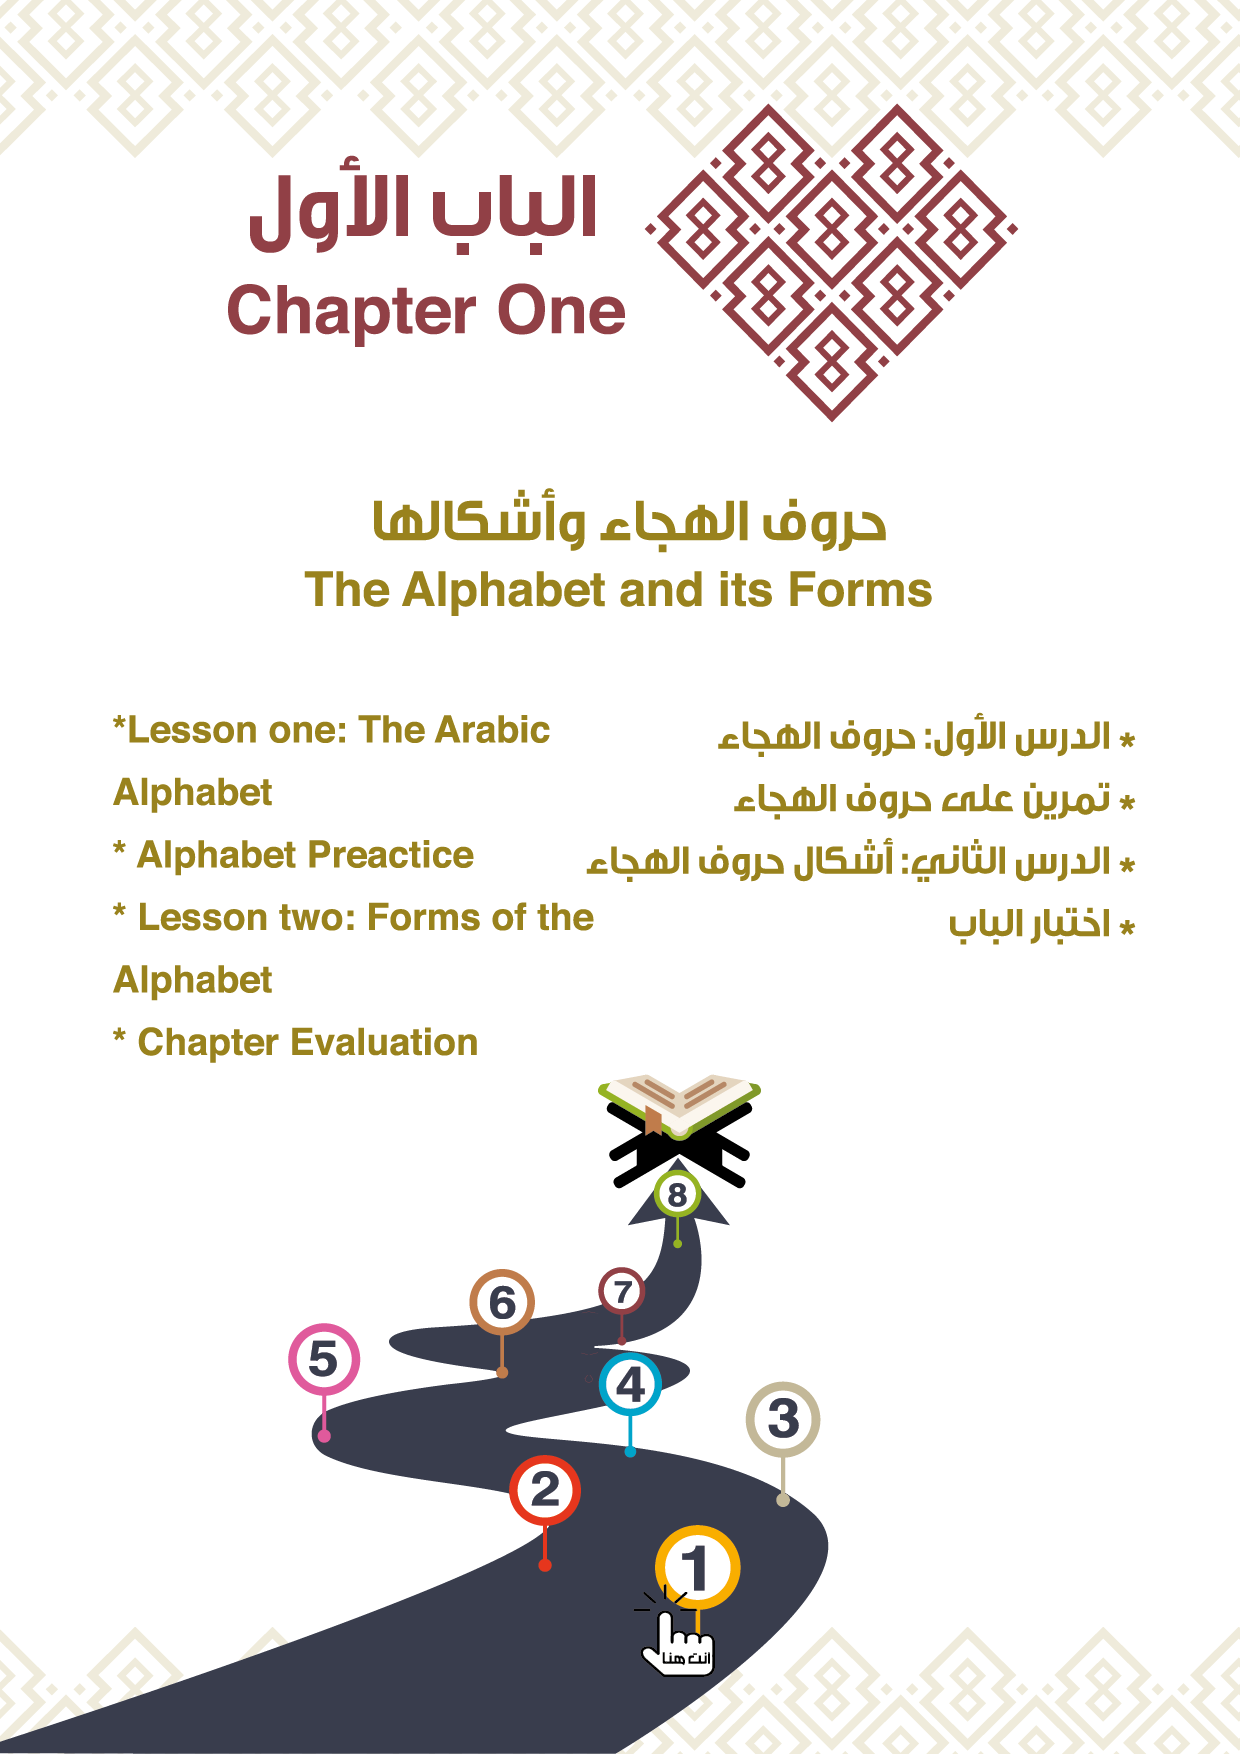 الباب الأول
Chapter One
حروف الهجاء وأشكالها
The Alphabet and its Forms
*Lesson one: The Arabic
Alphabet
* Alphabet Preactice
* Lesson two: Forms of the
Alphabet
* Chapter Evaluation
* الدرس الأول: حروف الهجاء
* تمرين على حروف الهجاء
* الدرس الثاني: أشكال حروف الهجاء
* اختبار الباب
8
7
6
5
4
3
2
1
انت هنا